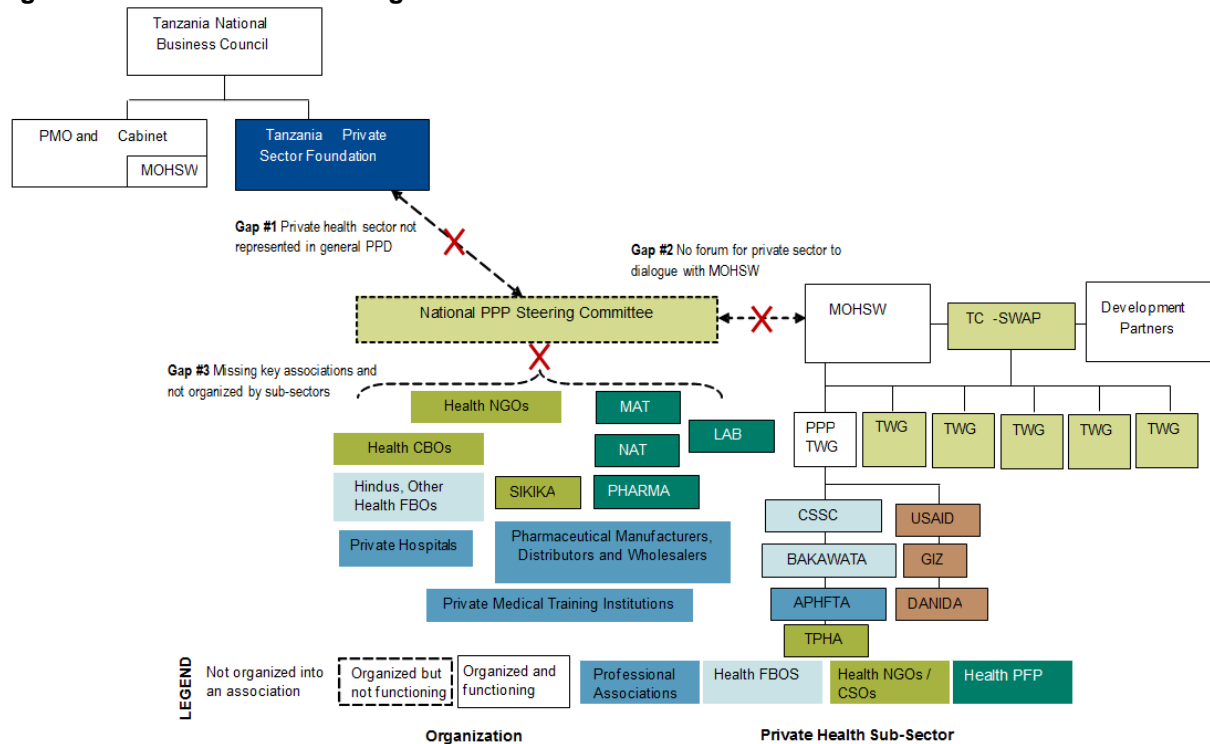 Tanzania National
Business Council
PMO and Cabinet
MOHSW
Tanzania Private
Sector Foundation
Gap #1 Private health sector not
represented in general PPD
Gap #2 No forum for private sector to
dialogue with MOHSW
National PPP Steering Committee
MOHSW
TC -SWAP
Development
Partners
Gap #3 Missing key associations and
not organized by sub-sectors
Health NGOs
MAT
LAB
Health CBOs
NAT
Hindus, Other
Health FBOs
SIKIKA
PHARMA
Private Hospitals
Pharmaceutical Manufacturers,
Distributors and Wholesalers
Private Medical Training Institutions
PPP
TWG
TWG
TWG
TWG
TWG
TWG
CSSC
USAID
BAKAWATA
GIZ
APHFTA
DANIDA
TPHA
LEGEND
Not organized into
an association
Organized but
not functioning
Organized and
functioning
Professional
Associations
Health FBOS
Health NGOs /
CSOs
Health PFP
Organization
Private Health Sub-Sector